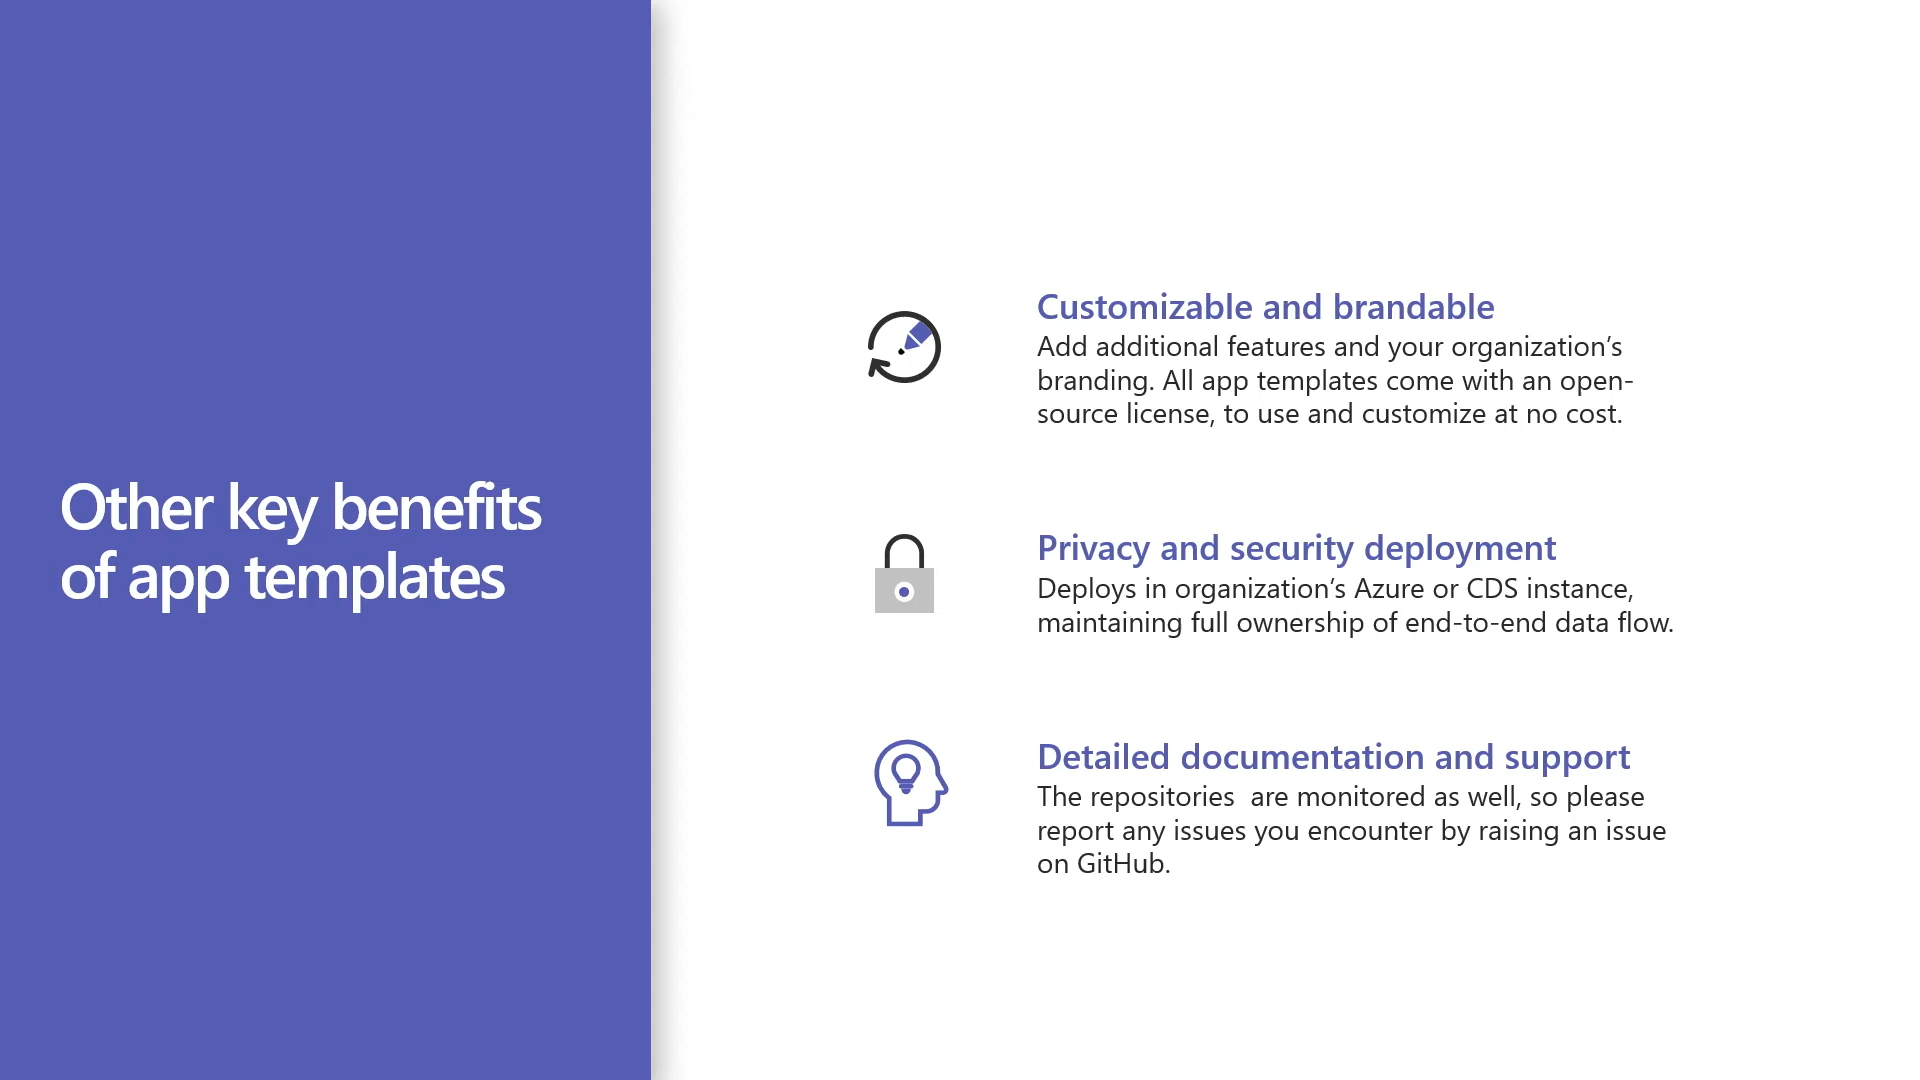 Other key benefits
of app templates
Customizable and brandable
Add additional features and your organization’s
branding. All app templates come with an open-
source license, to use and customize at no cost.
Privacy and security deployment
Deploys in organization’s Azure or CDS instance,
maintaining full ownership of end-to-end data flow.
Detailed documentation and support
The repositories  are monitored as well, so please
report any issues you encounter by raising an issue
on GitHub.